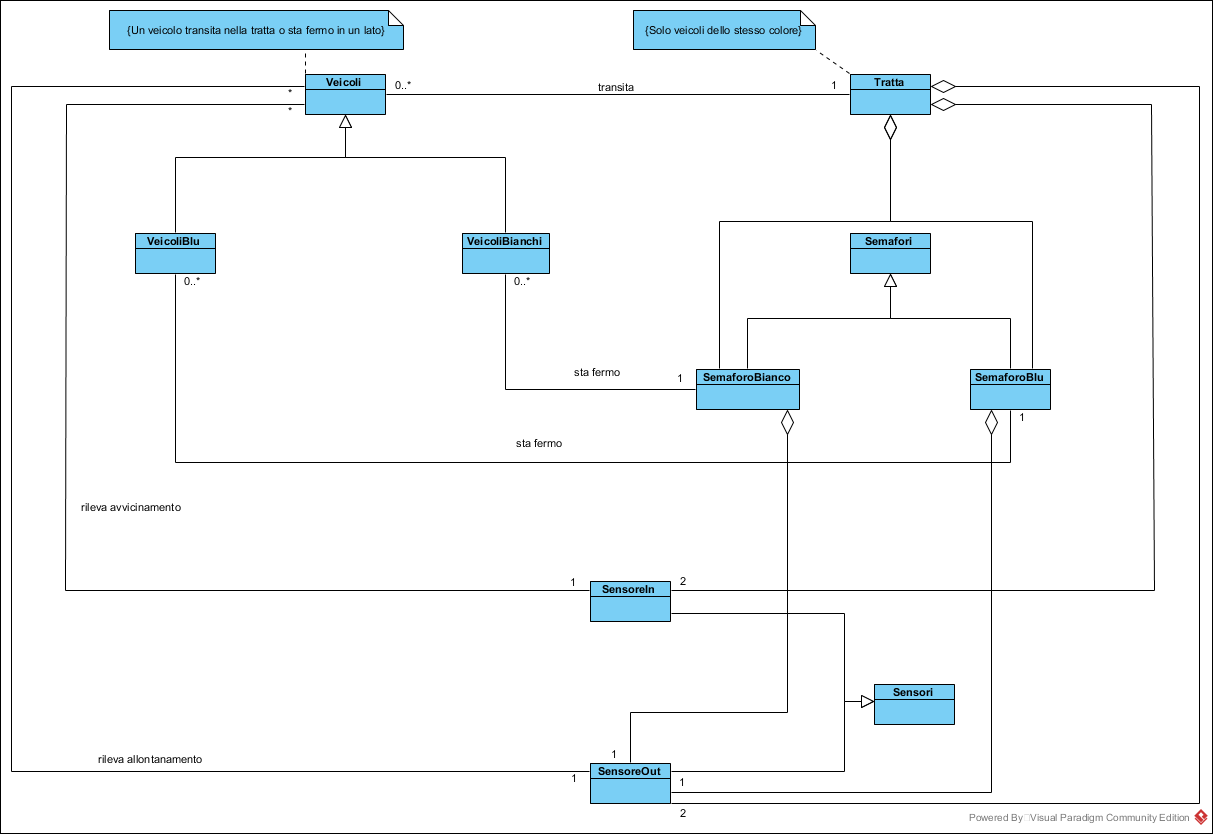 {Un veicolo transita nella tratta o sta fermo in un lato}
{Solo veicoli dello stesso colore}
Veicoli
0..*
transita
1
Tratta
*
*
VeicoliBlu
0..*
VeicoliBianchi
0..*
Semafori
sta fermo
1
SemaforoBianco
SemaforoBlu
1
sta fermo
rileva avvicinamento
1
SensoreIn
2
Sensori
rileva allontanamento
1
1
SensoreOut
1
2
Powered By Visual Paradigm Community Edition